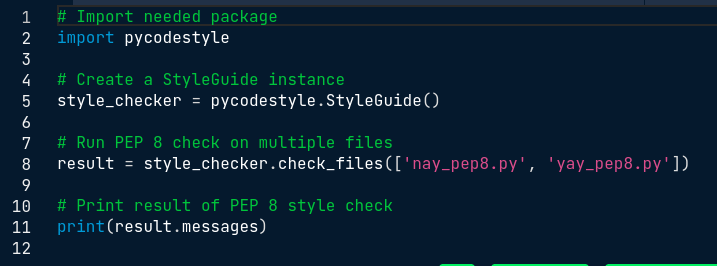 1 # Import needed package
2 import pycodestyle
3
4 # Create a StyleGuide instance
5 style_checker = pycodestyle.StyleGuide()
6
7 # Run PEP 8 check on multiple files
8 result = style_checker.check_files(['nay_pep8.py', 'yay_pep8.py'])
9
10 # Print result of PEP 8 style check
11 print(result.messages)
12